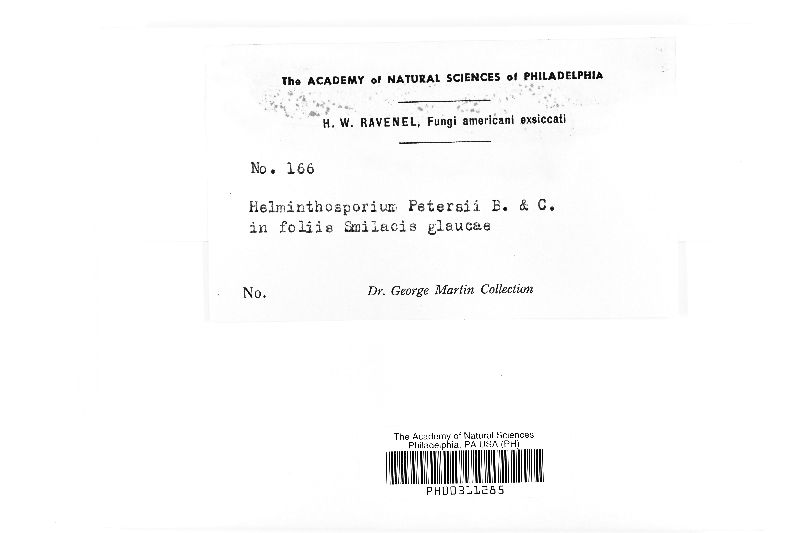 The ACADEMY of NATURAL SCIENCES of PHILADELPHIA
H. W. RAVENEL, Fungi americani exsiccati
No. 166
Helminthosporium Petersii B. & C.
in foliis Smilacis glaucae
No. Dr. George Martin Collection
The Academy of Natural Sciences
Philadelphia, PA USA (PH)
PH00311285